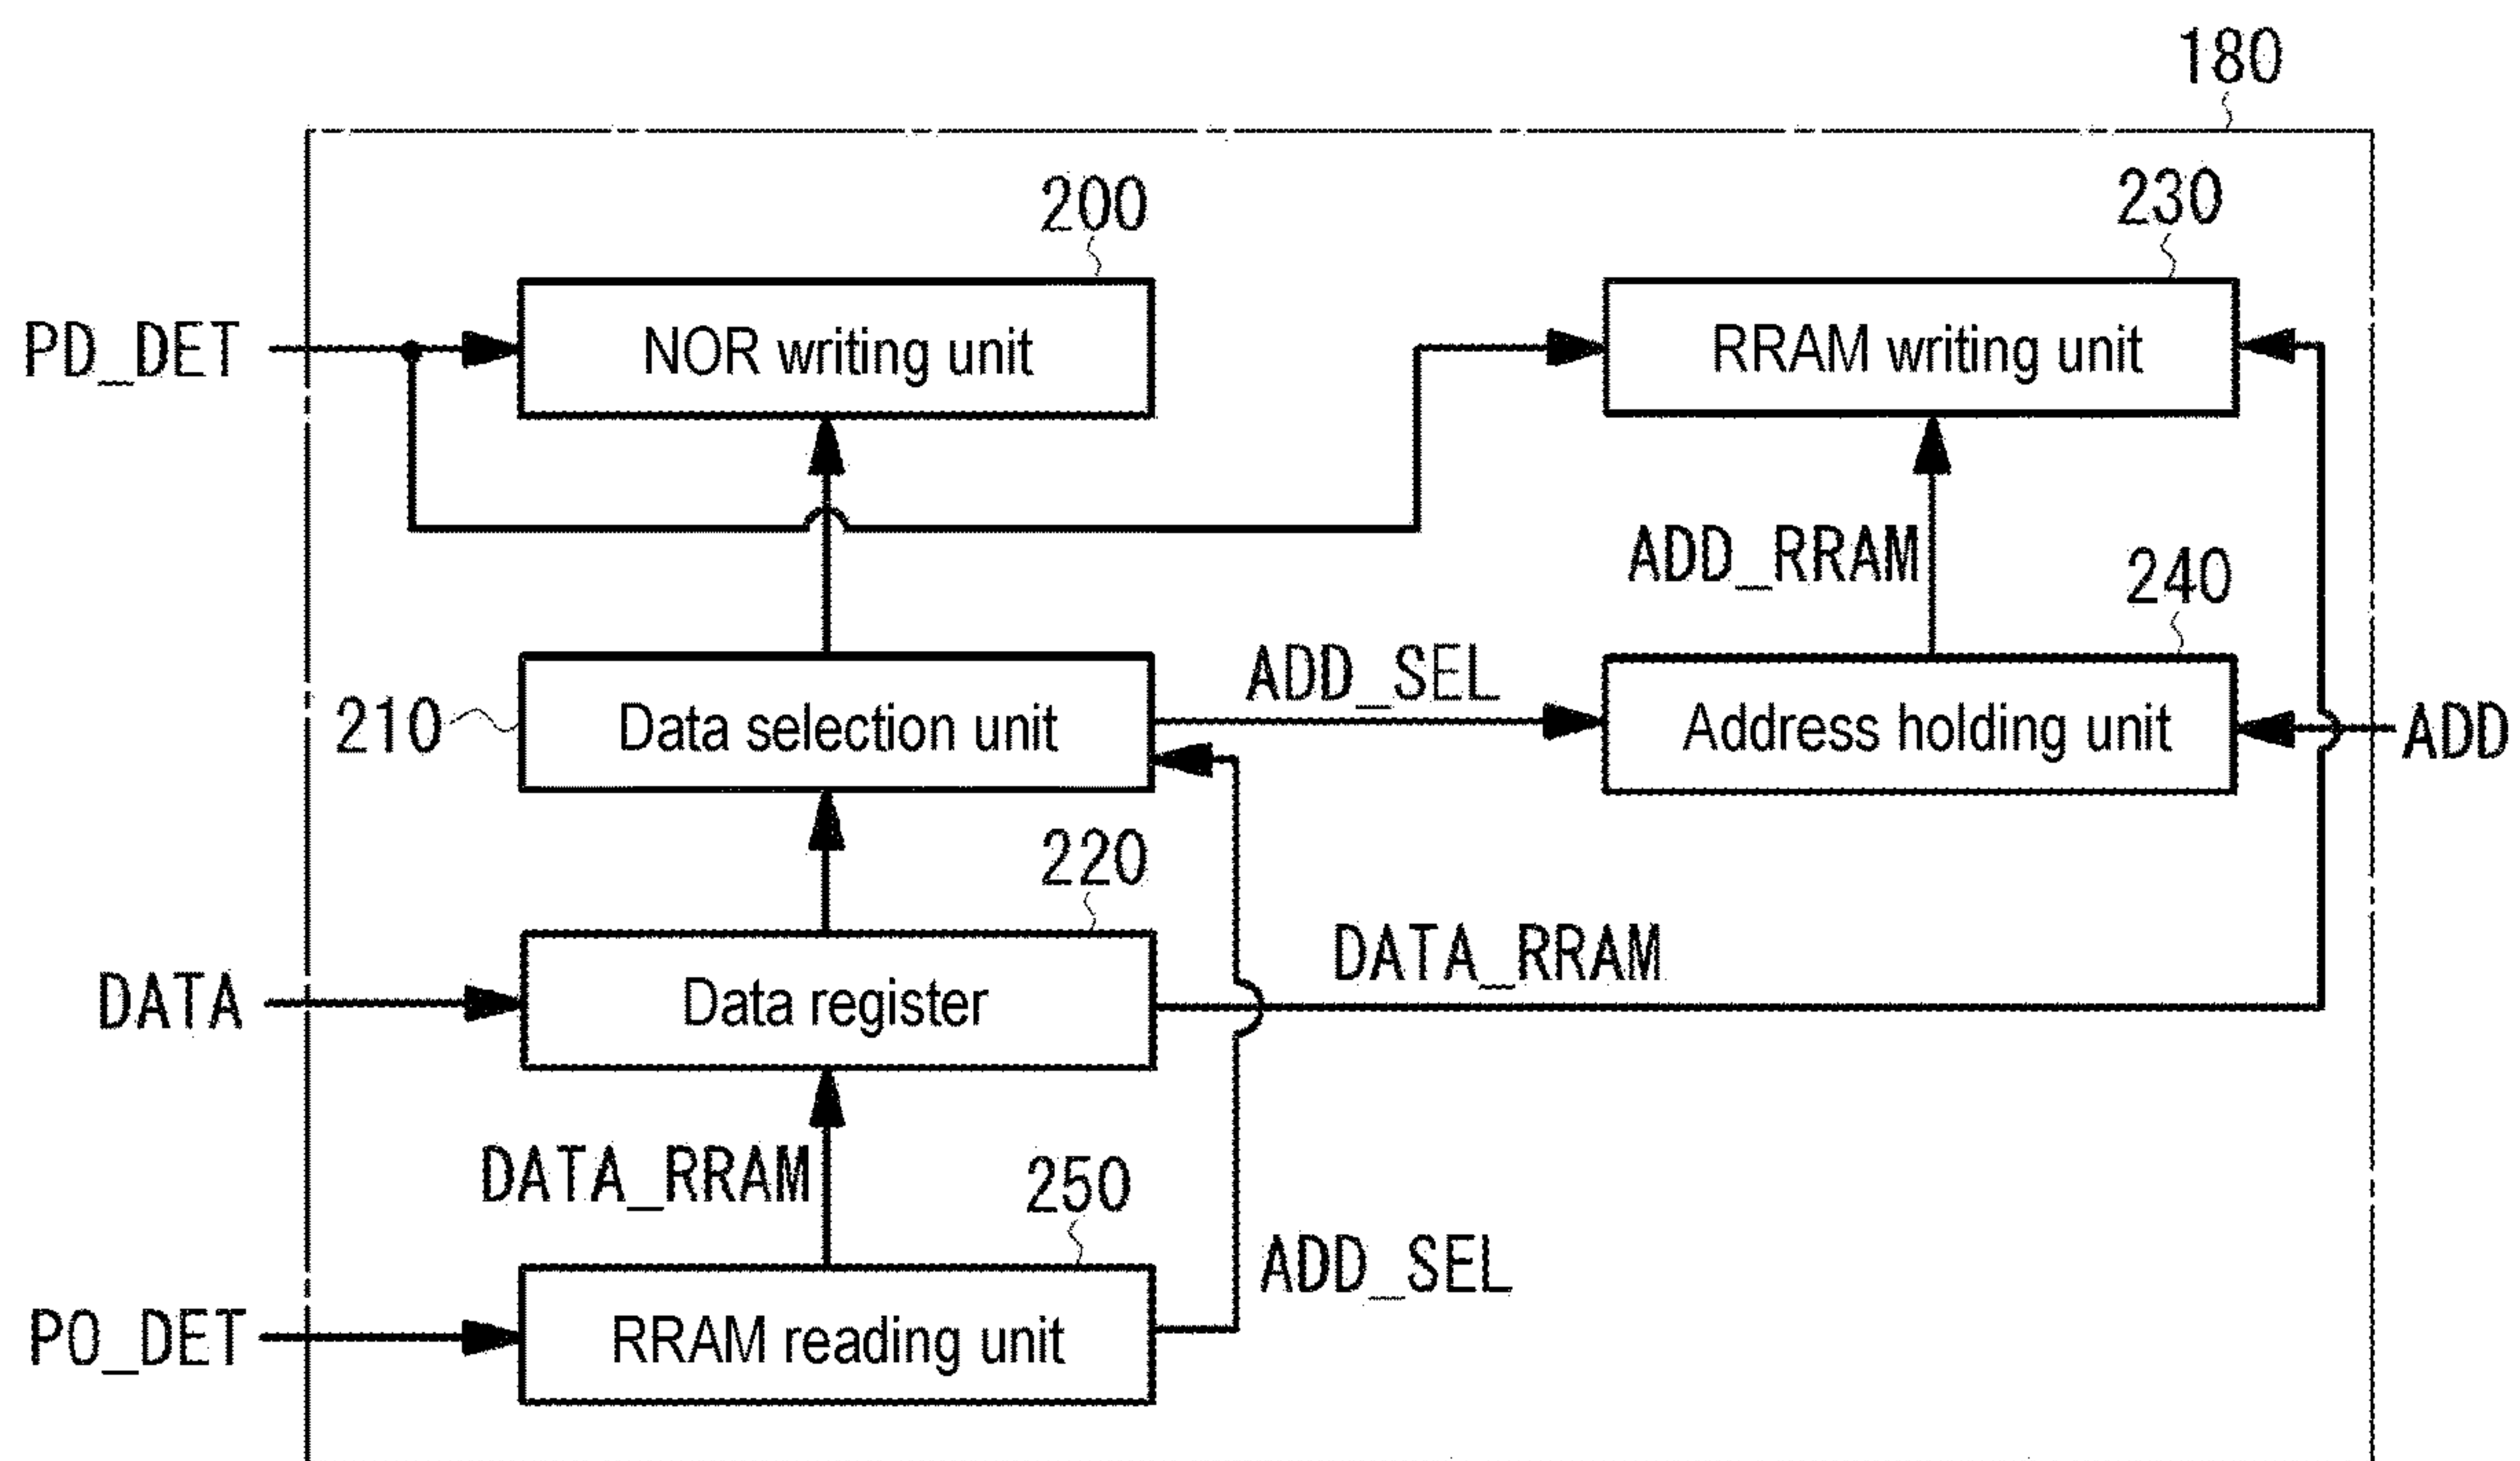 180
200
230
PD_DET
NOR writing unit
RRAM writing unit
ADD_RRAM
240
ADD_SEL
210
Data selection unit
Address holding unit
ADD
220
DATA_RRAM
DATA
Data register
DATA_RRAM
250
ADD_SEL
PO_DET
RRAM reading unit